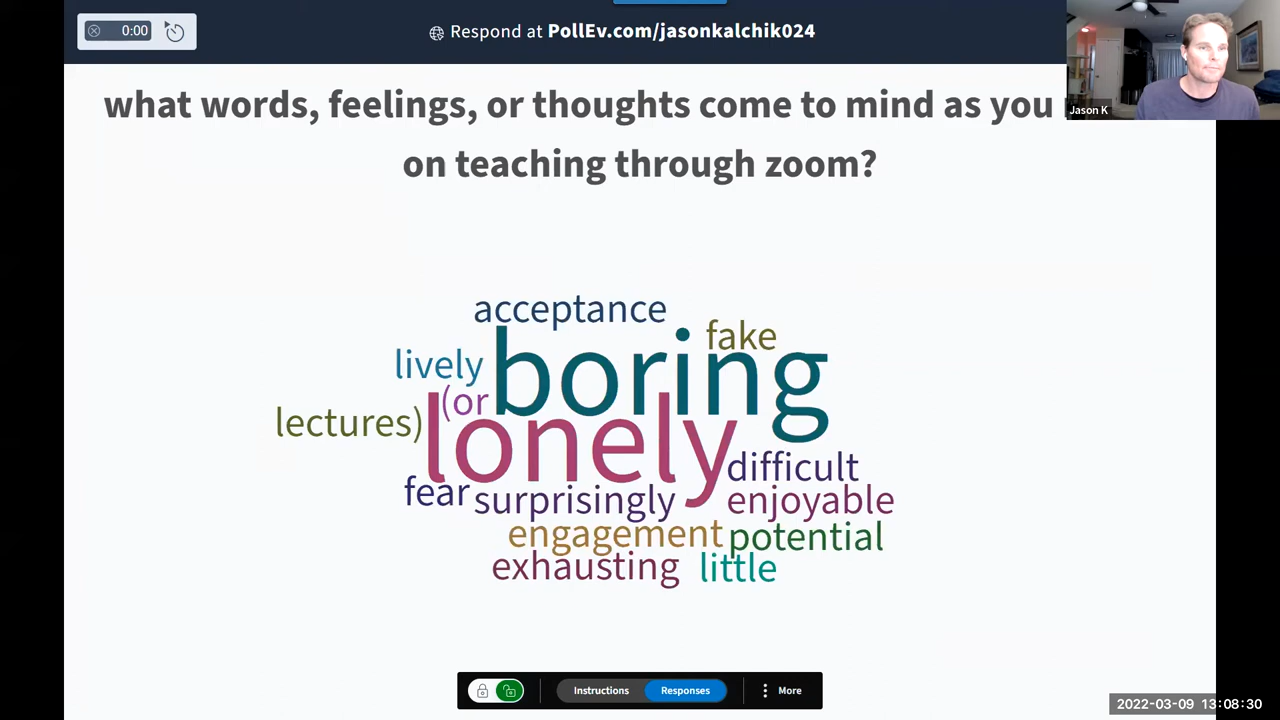 0:00
Respond at PollEv.com/jasonkalchik024
what words, feelings, or thoughts come to mind as you
on teaching through zoom?
Jason K
acceptance
fake
lively
boring
(or
lectures)
lonely
difficult
fear
surprisingly
enjoyable
engagement
potential
exhausting
little
Instructions
Responses
More
2022-03-09 13:08:30